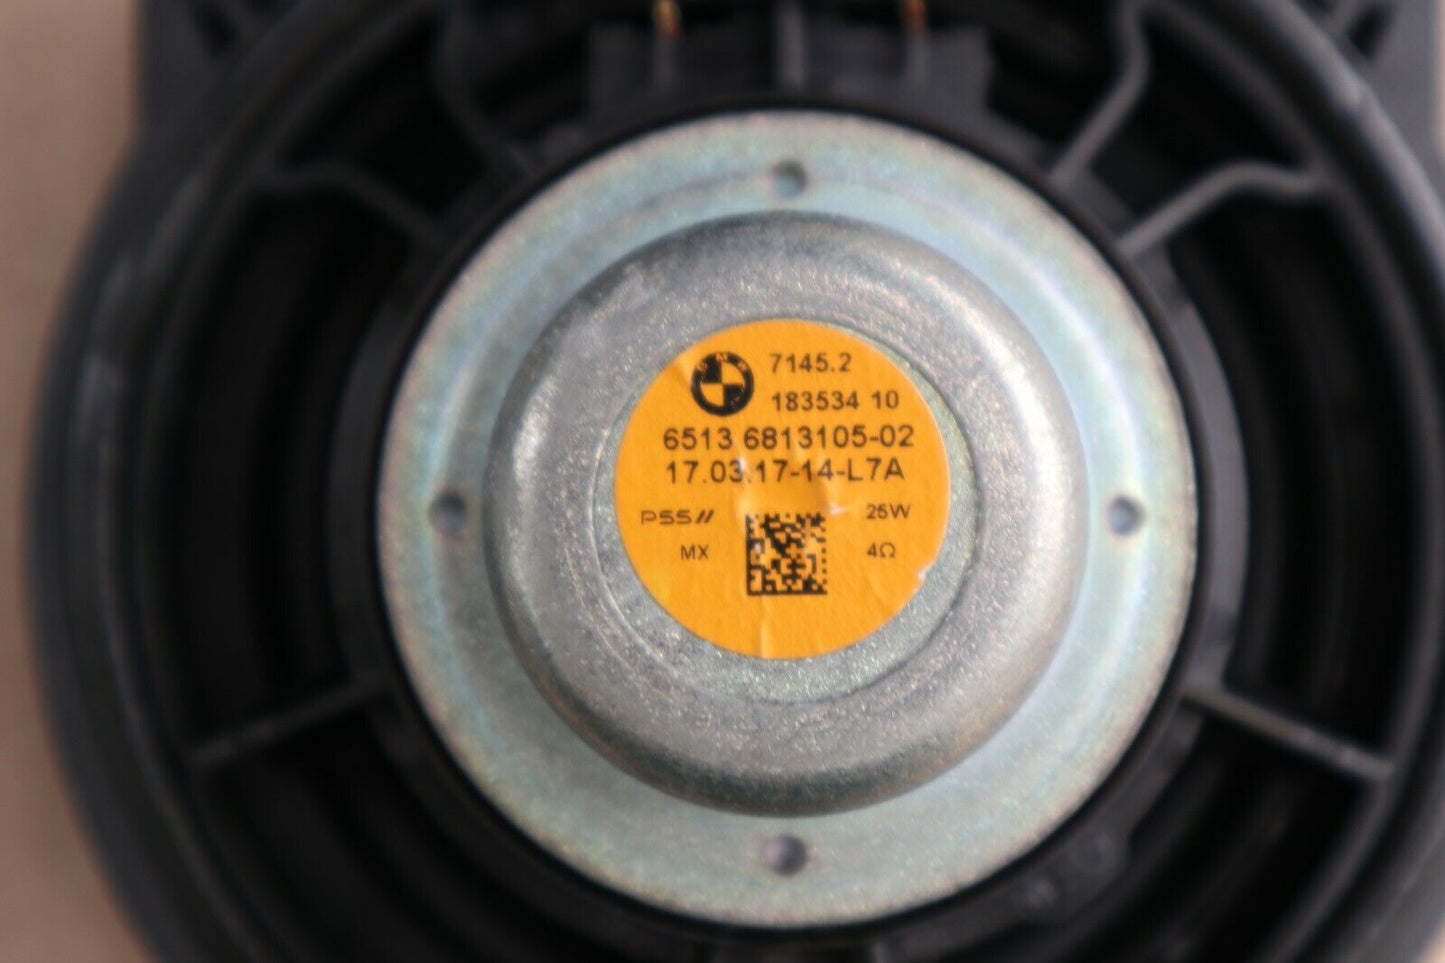 7145.2
183534 10
6513 6813105-02
17.03.17-14-L7A
PSS// 25W
MX 4Ω